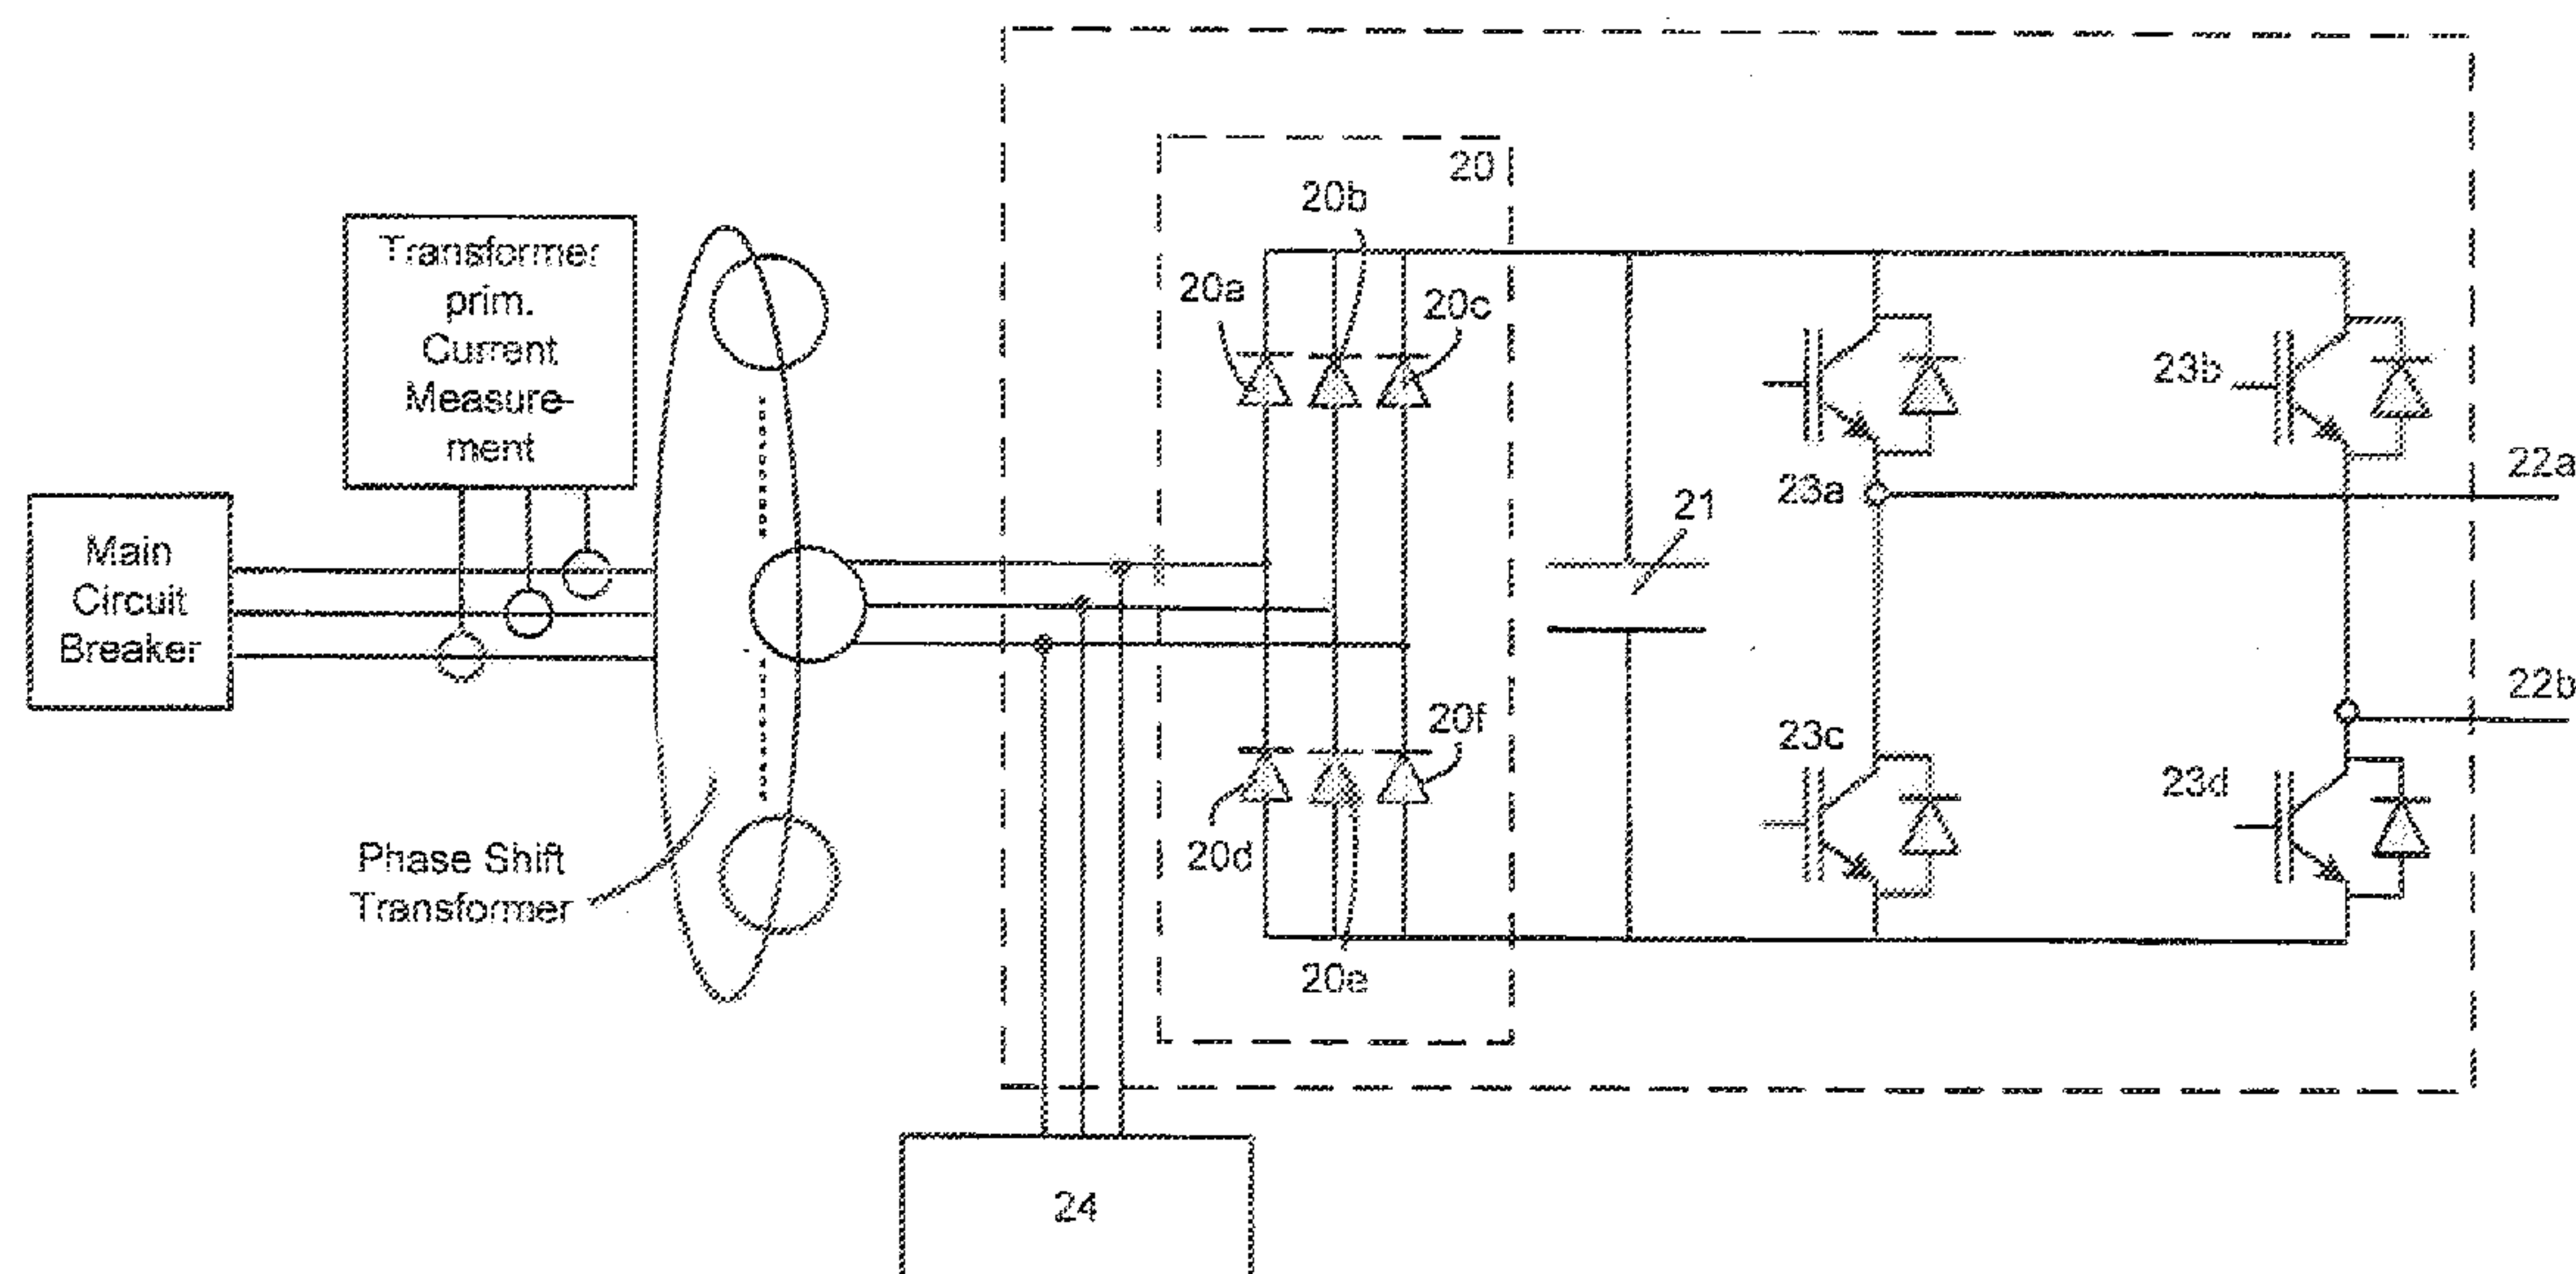 20
20b
Transformer
prim.
Current
Measure-
ment
20a
20c
23b
22a
23a
21
Main
Circuit
Breaker
22b
20f
23c
23d
Phase Shift
Transformer
20d
20e
24